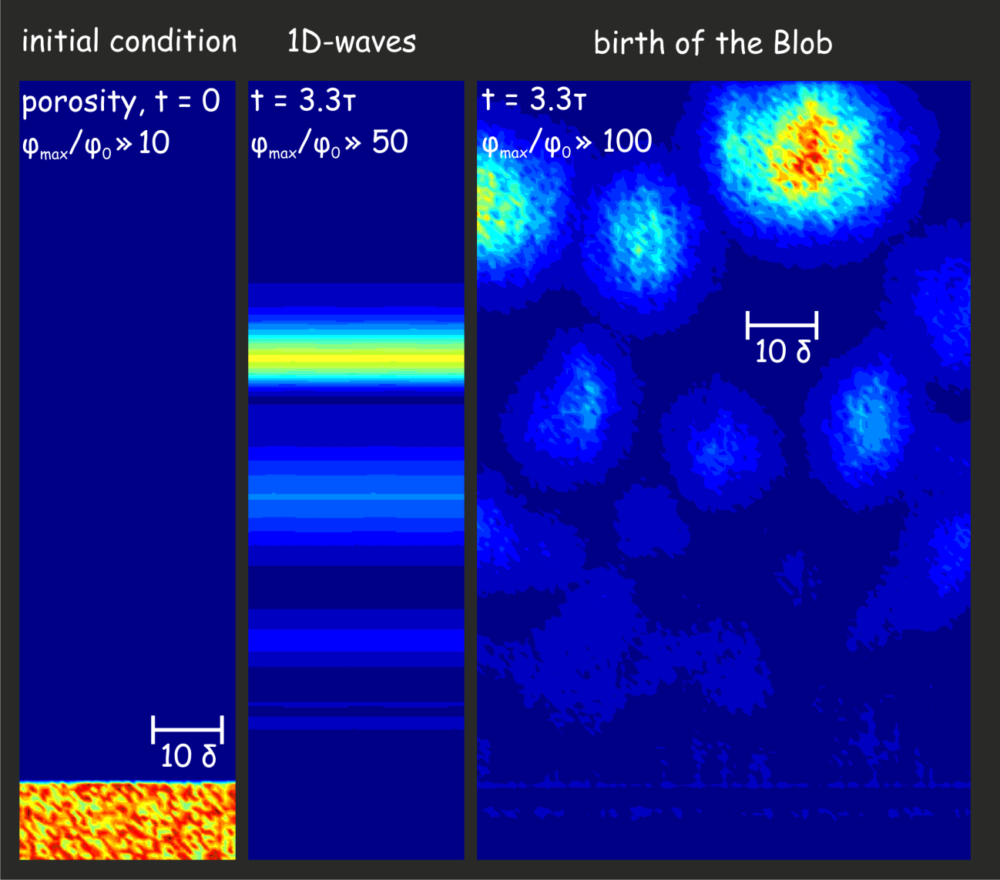 initial condition
1D-waves
birth of the Blob
porosity, t = 0
φmax/φ0 » 10
10 δ
t = 3.3τ
φmax/φ0 » 50
t = 3.3τ
φmax/φ0 » 100
10 δ